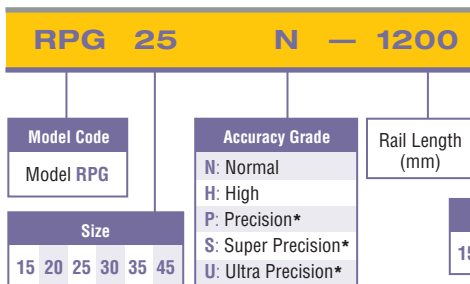 RPG 25 N — 1200
Model Code
Model RPG
Size
15 20 25 30 35 45
Accuracy Grade
N: Normal
H: High
P: Precision*
S: Super Precision*
U: Ultra Precision*
Rail Length
(mm)